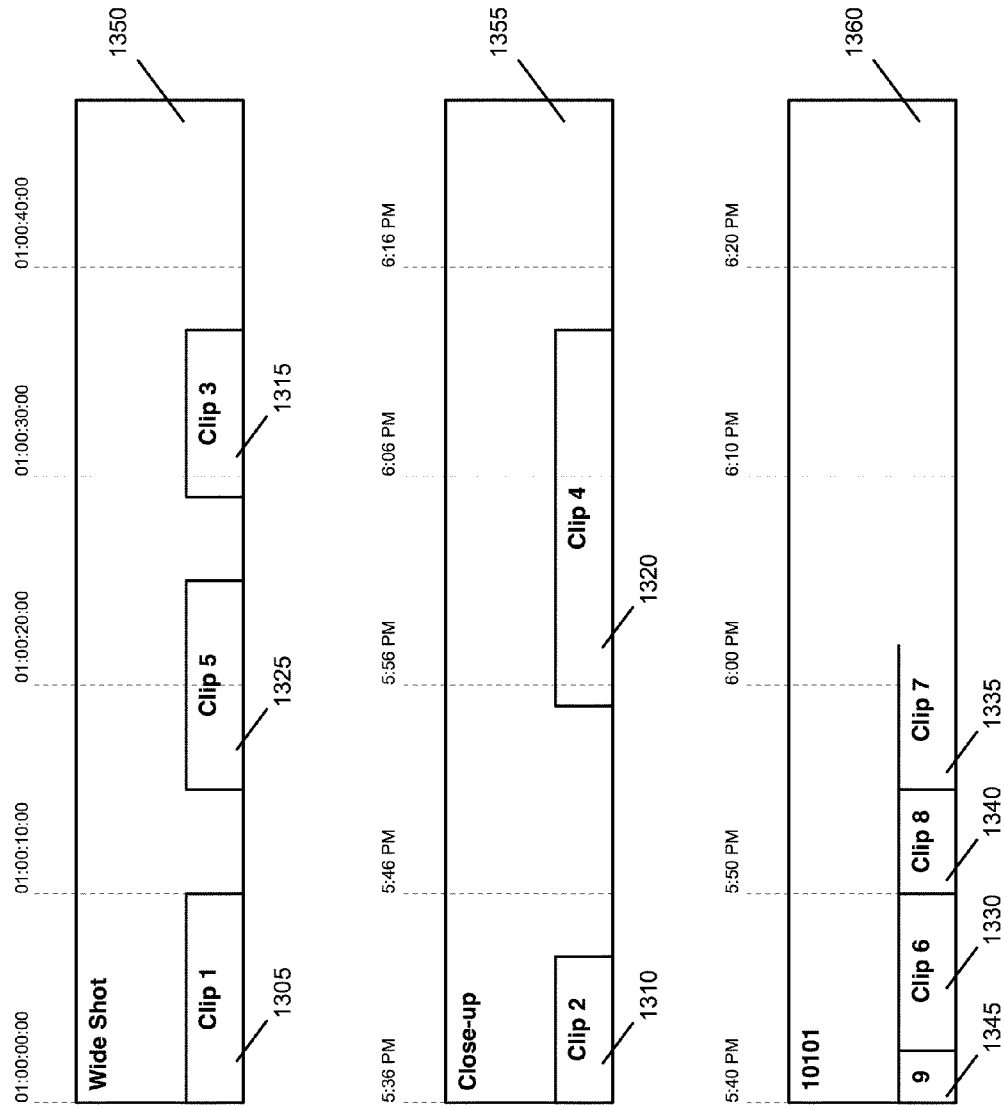 01:00:00:00 01:00:10:00 01:00:20:00 01:00:30:00 01:00:40:00
Wide Shot
Clip 1 Clip 5 Clip 3
1305 1325 1315 1350
5:36 PM 5:46 PM 5:56 PM 6:06 PM 6:16 PM
Close-up
Clip 2 Clip 4
1310 1320 1355
5:40 PM 5:50 PM 6:00 PM 6:10 PM 6:20 PM
10101
9 Clip 6 Clip 8 Clip 7
1345 1330 1340 1335 1360